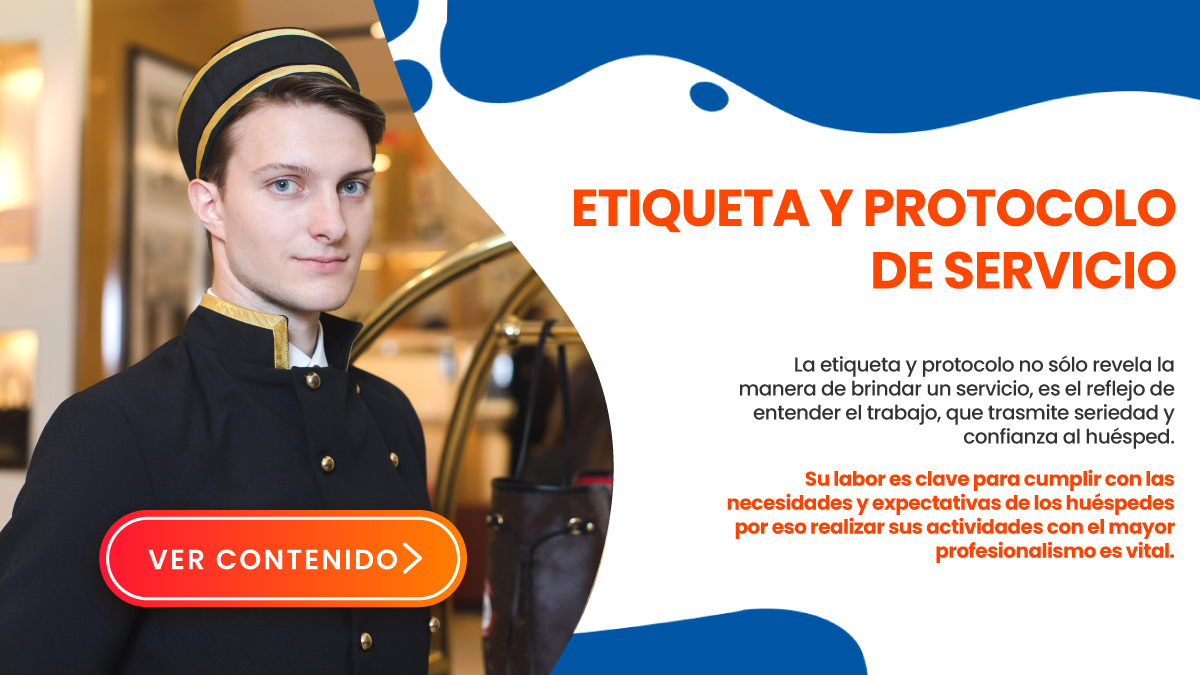 ETIQUETA Y PROTOCOLO
DE SERVICIO
La etiqueta y protocolo no sólo revela la
manera de brindar un servicio, es el reflejo de
entender el trabajo, que trasmite seriedad y
confianza al huésped.
Su labor es clave para cumplir con las
necesidades y expectativas de los huéspedes
por eso realizar sus actividades con el mayor
profesionalismo es vital.
VER CONTENIDO